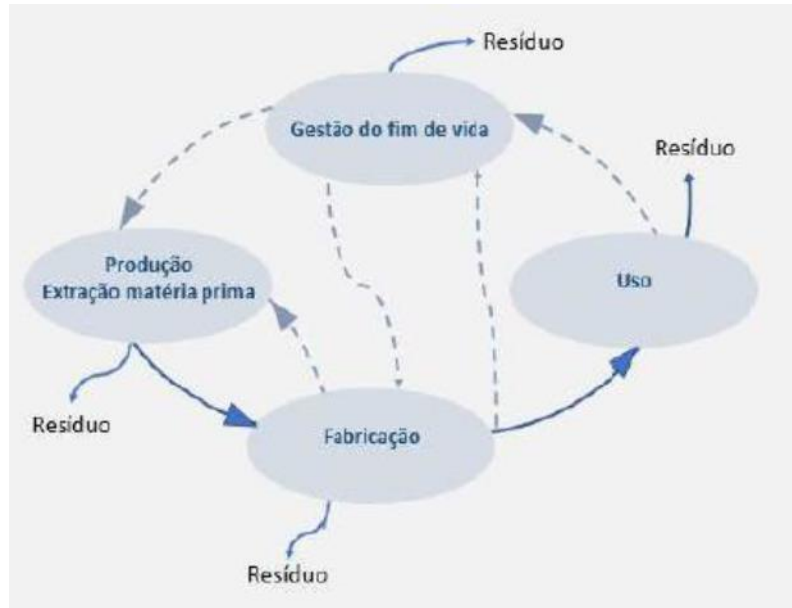 Resíduo
Gestão do fim de vida
Resíduo
Produção
Extração matéria prima
Uso
Resíduo
Fabricação
Resíduo